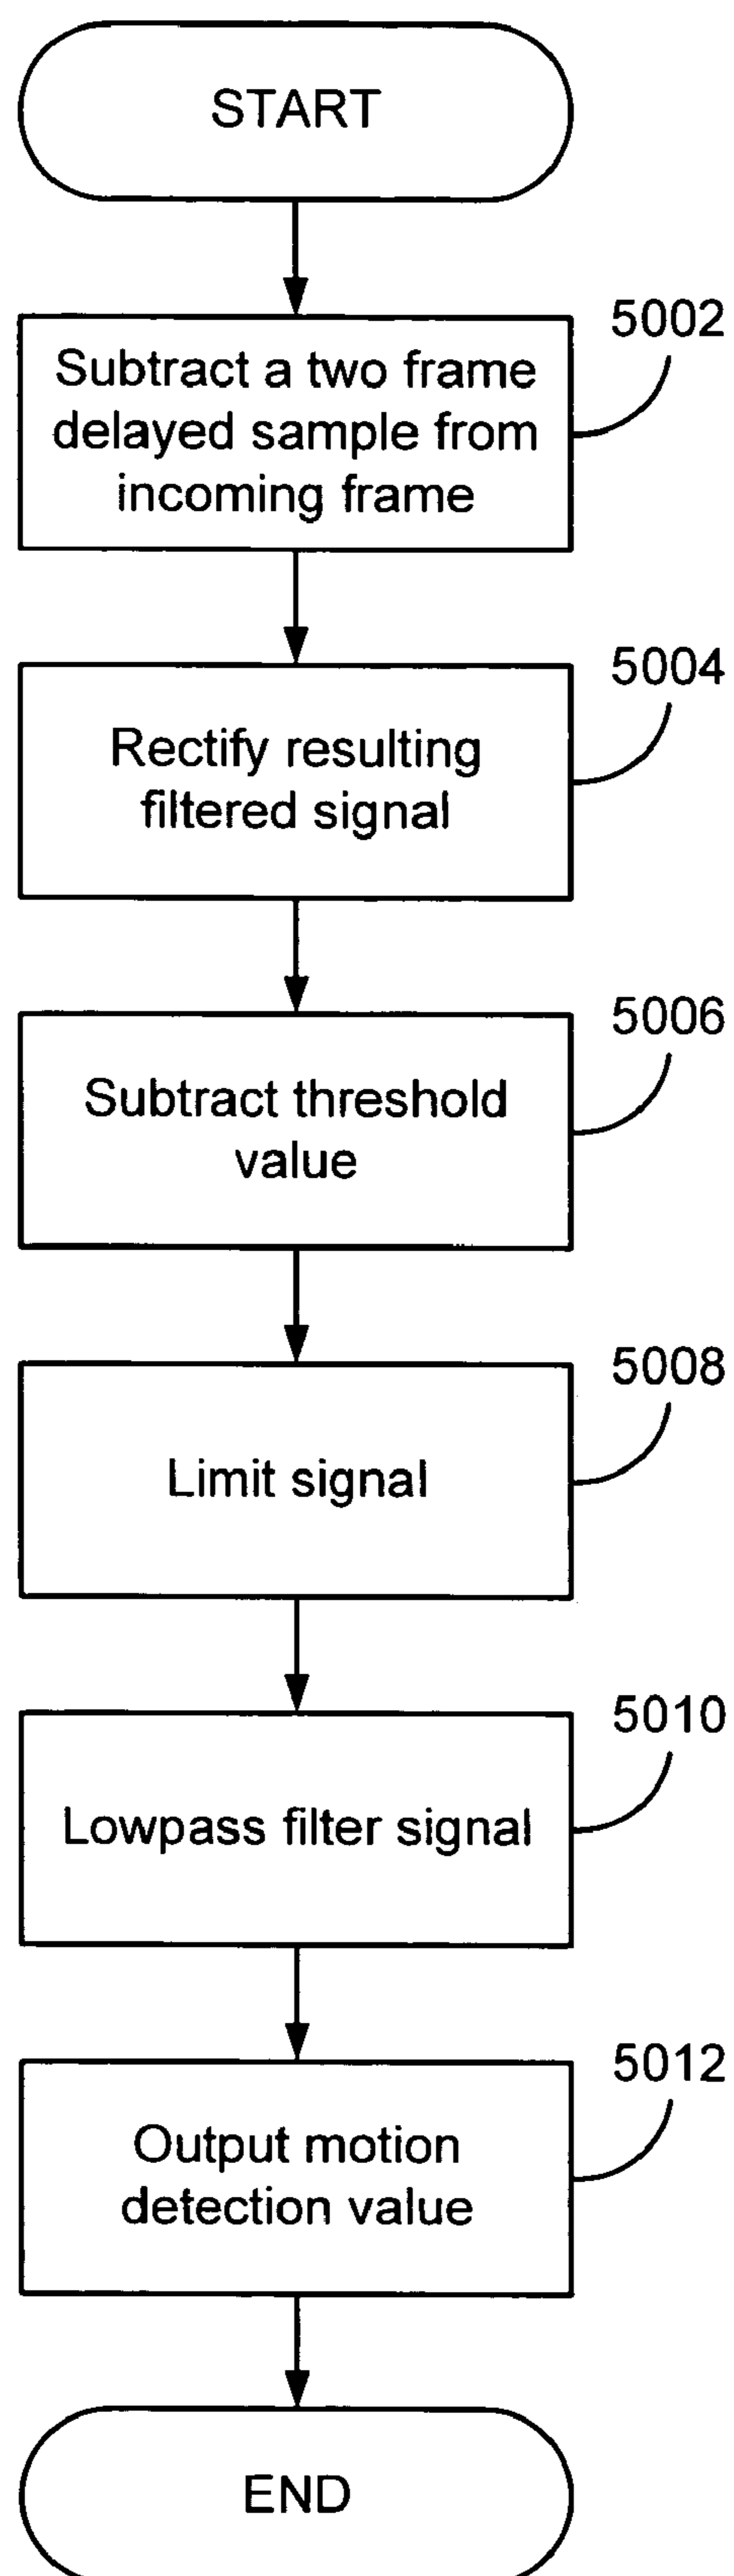 START
5002
Subtract a two frame
delayed sample from
incoming frame
5004
Rectify resulting
filtered signal
5006
Subtract threshold
value
5008
Limit signal
5010
Lowpass filter signal
5012
Output motion
detection value
END